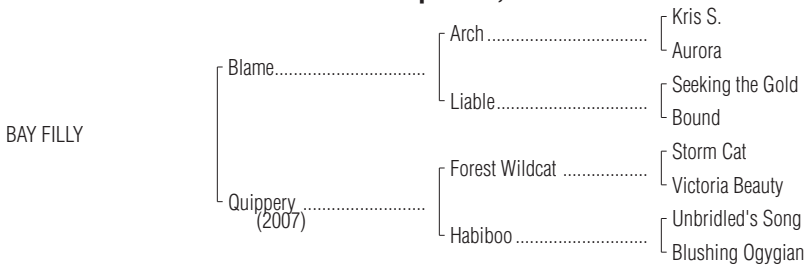 Kris S.
Arch
Aurora
Blame
Seeking the Gold
Liable
Bound
BAY FILLY
Storm Cat
Forest Wildcat
Victoria Beauty
Quippery
(2007)
Unbridled's Song
Habiboo
Blushing Ogygian